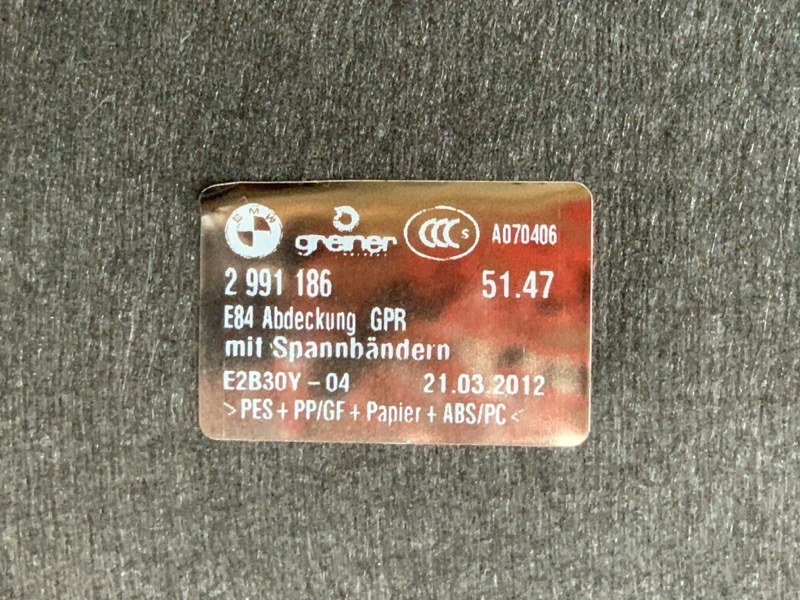 BMW greiner CCC S A070406
2 991 186 51.47
E84 Abdeckung GPR
mit Spannbändern
E2B30Y - 04 21.03.2012
>PES + PP/GF + Papier + ABS/PC<